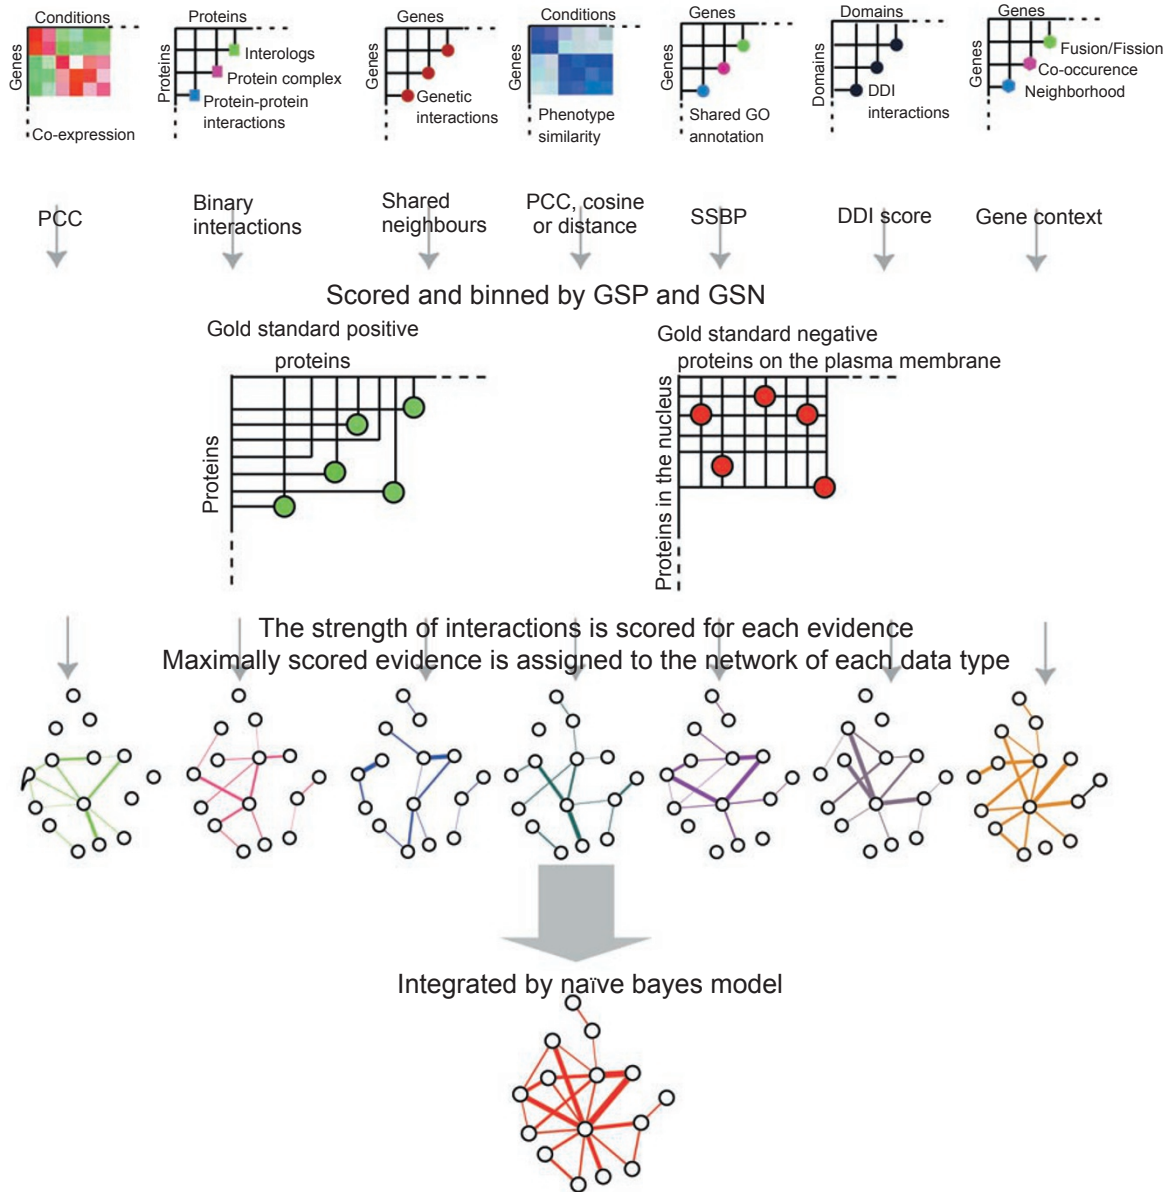 Conditions
Genes
Co-expression
Proteins
Proteins
Interologs
Protein complex
Protein-protein
interactions
Genes
Genes
Genetic
interactions
Conditions
Genes
Phenotype
similarity
Genes
Genes
Shared GO
annotation
Domains
Domains
DDI
interactions
Genes
Genes
Fusion/Fission
Co-occurence
Neighborhood
PCC
Binary
interactions
Shared
neighbours
PCC, cosine
or distance
SSBP
DDI score
Gene context
Scored and binned by GSP and GSN
Gold standard positive
proteins
Proteins
Gold standard negative
proteins on the plasma membrane
Proteins in the nucleus
The strength of interactions is scored for each evidence
Maximally scored evidence is assigned to the network of each data type
Integrated by naïve bayes model